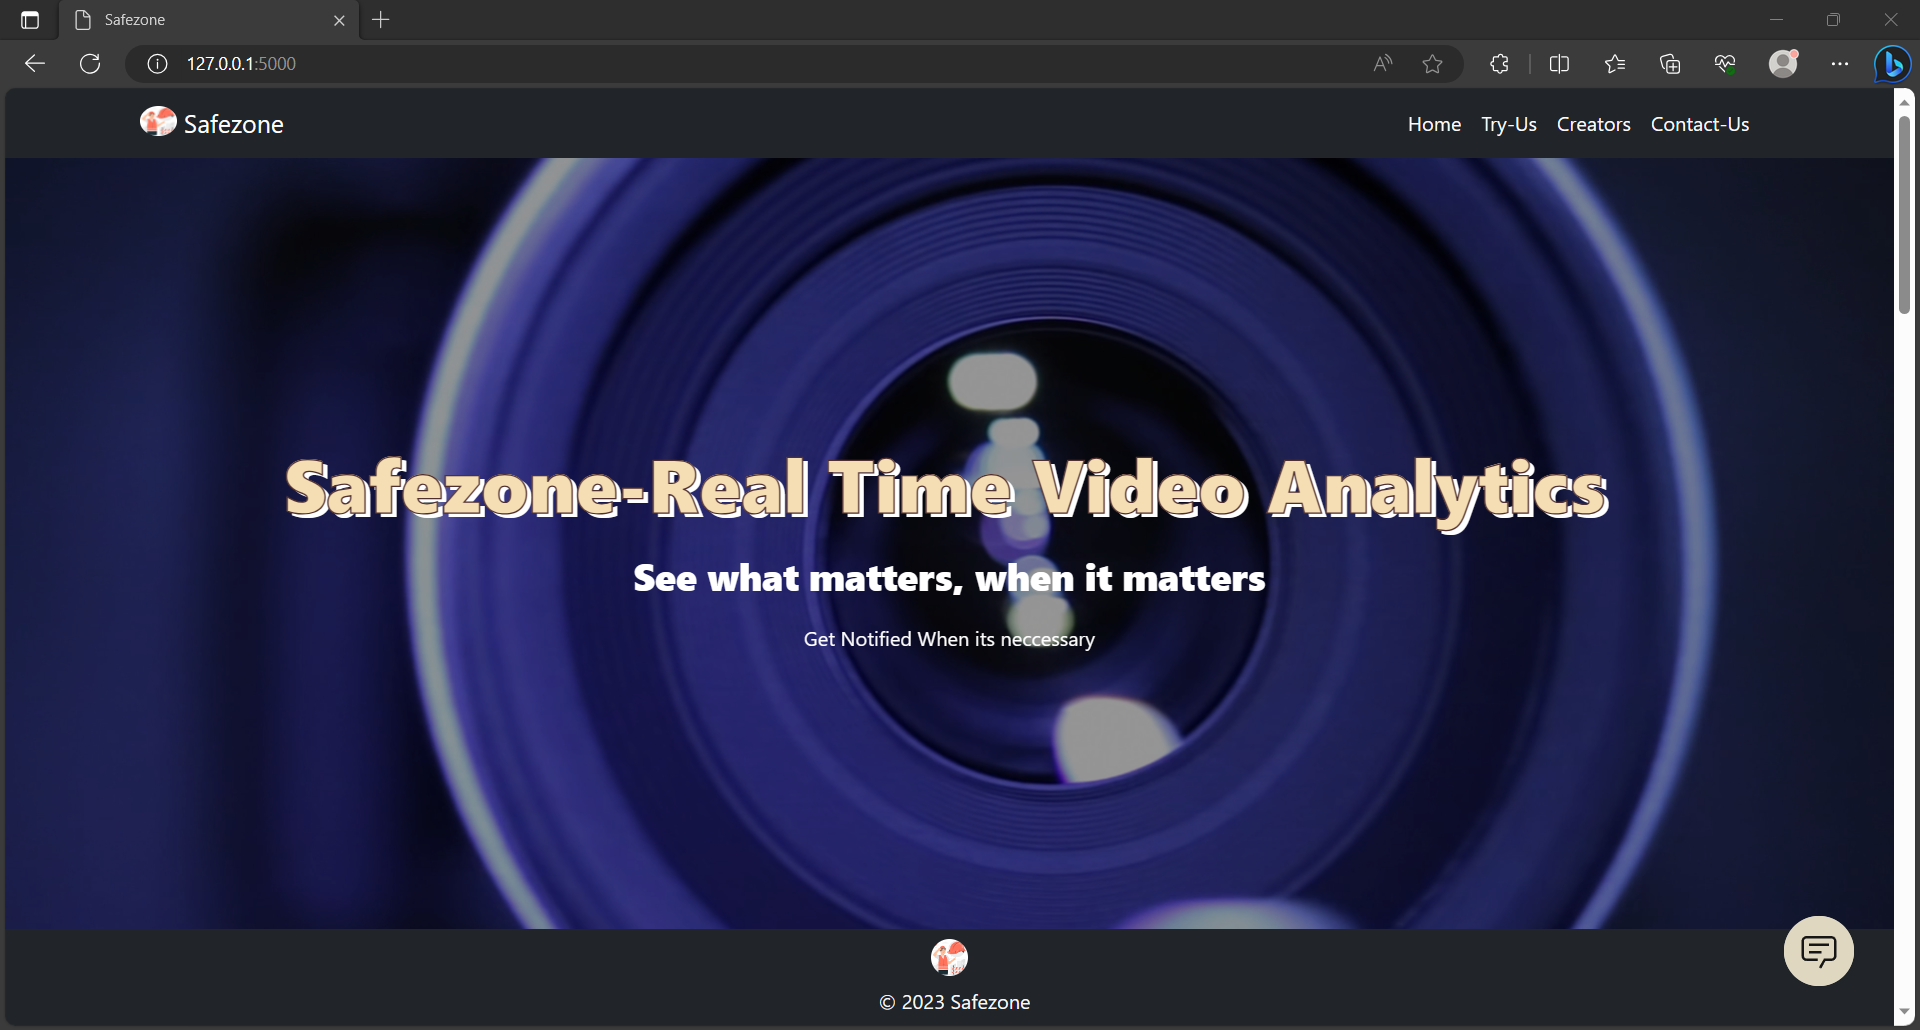 Safezone
127.0.0.1:5000
Safezone
Home Try-Us Creators Contact-Us
Safezone-Real Time Video Analytics
See what matters, when it matters
Get Notified When its neccessary
© 2023 Safezone